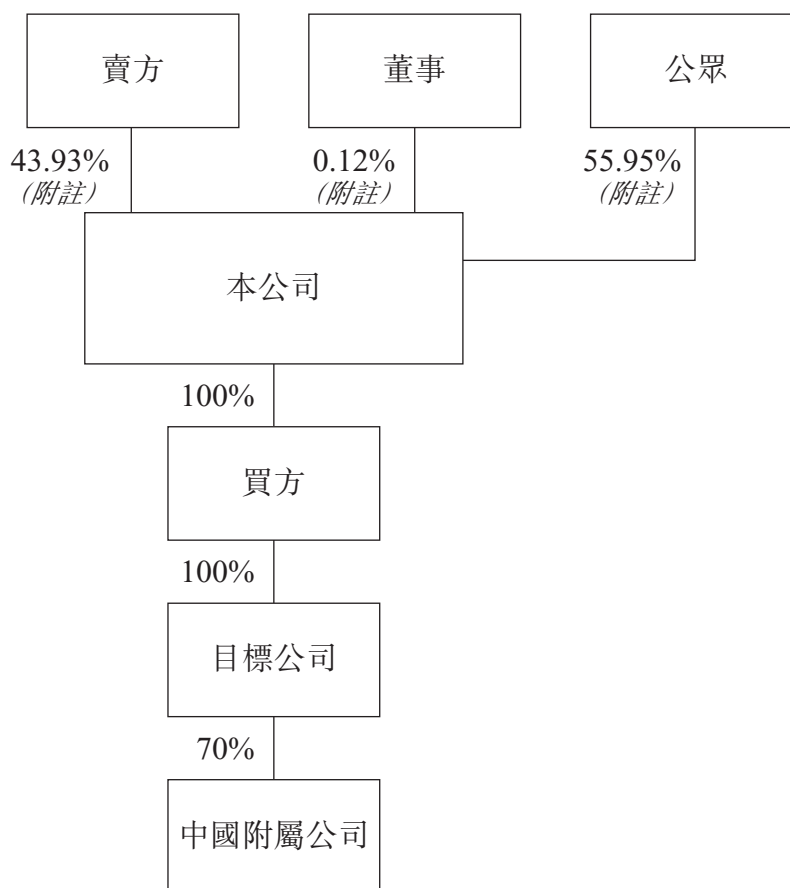 賣方
董事
公眾
43.93%
（附註）
0.12%
（附註）
55.95%
（附註）
本公司
100%
買方
100%
目標公司
70%
中國附屬公司